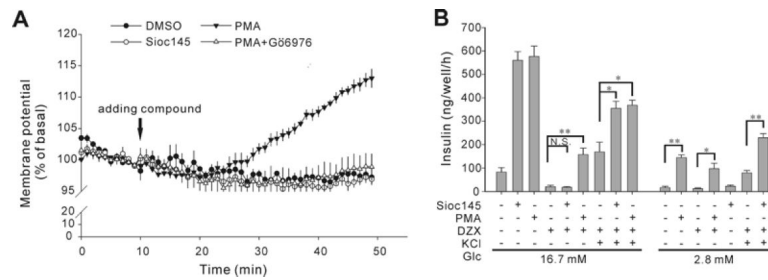 A
DMSO
PMA
Sioc145
PMA+Gö6976
adding compound
Membrane potential
(% of basal)
120
115
110
105
100
95
20
10
0
0 10 20 30 40 50
Time (min)
B
Insulin (ng/well/h)
700
600
500
400
300
200
100
0
** N.S. * * ** * **
Sioc145 - + - - + - - + - - - - - + - +
PMA - - + - - + - - + - + - + - - -
DZX - - - + + + + + + - - + + - + +
KCl - - - - - - + + + - - - - - + +
Glc 16.7 mM 2.8 mM